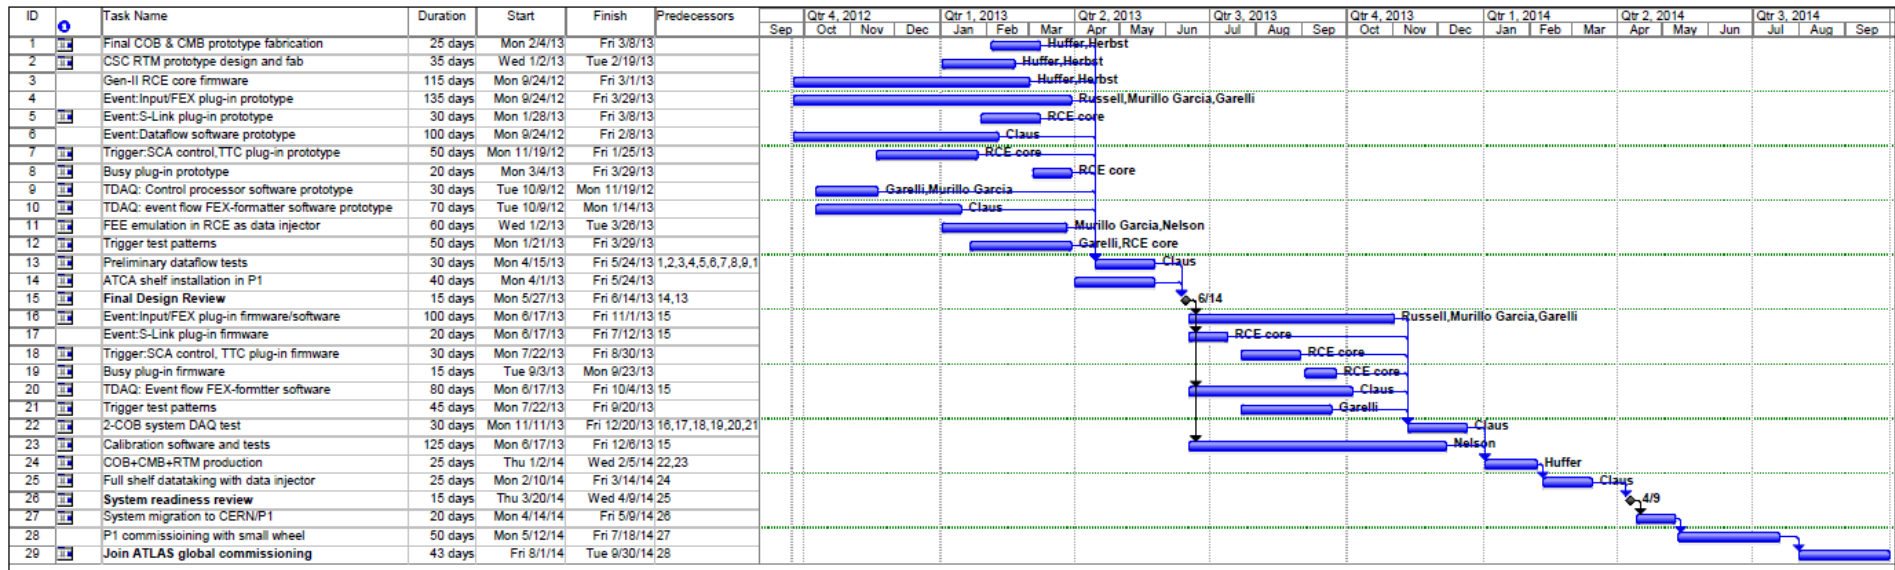 ID Task Name Duration Start Finish Predecessors Qtr 4, 2012 Qtr 1, 2013 Qtr 2, 2013 Qtr 3, 2013 Qtr 4, 2013 Qtr 1, 2014 Qtr 2, 2014 Qtr 3, 2014
Sep Oct Nov Dec Jan Feb Mar Apr May Jun Jul Aug Sep Oct Nov Dec Jan Feb Mar Apr May Jun Jul Aug Sep
1 Final COB & CMB prototype fabrication 25 days Mon 2/4/13 Fri 3/8/13 Huffer,Herbst
2 CSC RTM prototype design and fab 35 days Wed 1/2/13 Tue 2/19/13 Huffer,Herbst
3 Gen-II RCE core firmware 115 days Mon 9/24/12 Fri 3/1/13 Huffer,Herbst
4 Event:Input/FEX plug-in prototype 135 days Mon 9/24/12 Fri 3/29/13 Russell,Murillo Garcia,Garelli
5 Event:S-Link plug-in prototype 30 days Mon 1/28/13 Fri 3/8/13 RCE core
6 Event:Dataflow software prototype 100 days Mon 9/24/12 Fri 2/8/13 Claus
7 Trigger:SCA control,TTC plug-in prototype 50 days Mon 11/19/12 Fri 1/25/13 RCE core
8 Busy plug-in prototype 20 days Mon 3/4/13 Fri 3/29/13 RCE core
9 TDAQ: Control processor software prototype 30 days Tue 10/9/12 Mon 11/19/12 Garelli,Murillo Garcia
10 TDAQ: event flow FEX-formatter software prototype 70 days Tue 10/9/12 Mon 1/14/13 Claus
11 FEE emulation in RCE as data injector 60 days Wed 1/2/13 Tue 3/26/13 Murillo Garcia,Nelson
12 Trigger test patterns 50 days Mon 1/21/13 Fri 3/29/13 Garelli,RCE core
13 Preliminary dataflow tests 30 days Mon 4/15/13 Fri 5/24/13 1,2,3,4,5,6,7,8,9,1 Claus
14 ATCA shelf installation in P1 40 days Mon 4/1/13 Fri 5/24/13
15 Final Design Review 15 days Mon 5/27/13 Fri 6/14/13 14,13 6/14
16 Event:Input/FEX plug-in firmware/software 100 days Mon 6/17/13 Fri 11/1/13 15 Russell,Murillo Garcia,Garelli
17 Event:S-Link plug-in firmware 20 days Mon 6/17/13 Fri 7/12/13 15 RCE core
18 Trigger:SCA control, TTC plug-in firmware 30 days Mon 7/22/13 Fri 8/30/13 RCE core
19 Busy plug-in firmware 15 days Tue 9/3/13 Mon 9/23/13 RCE core
20 TDAQ: Event flow FEX-formtter software 80 days Mon 6/17/13 Fri 10/4/13 15 Claus
21 Trigger test patterns 45 days Mon 7/22/13 Fri 9/20/13 Garelli
22 2-COB system DAQ test 30 days Mon 11/11/13 Fri 12/20/13 16,17,18,19,20,21 Claus
23 Calibration software and tests 125 days Mon 6/17/13 Fri 12/6/13 15 Nelson
24 COB+CMB+RTM production 25 days Thu 1/2/14 Wed 2/5/14 22,23 Huffer
25 Full shelf datataking with data injector 25 days Mon 2/10/14 Fri 3/14/14 24 Claus
26 System readiness review 15 days Thu 3/20/14 Wed 4/9/14 25 4/9
27 System migration to CERN/P1 20 days Mon 4/14/14 Fri 5/9/14 26
28 P1 commissioining with small wheel 50 days Mon 5/12/14 Fri 7/18/14 27
29 Join ATLAS global commissioning 43 days Fri 8/1/14 Tue 9/30/14 28